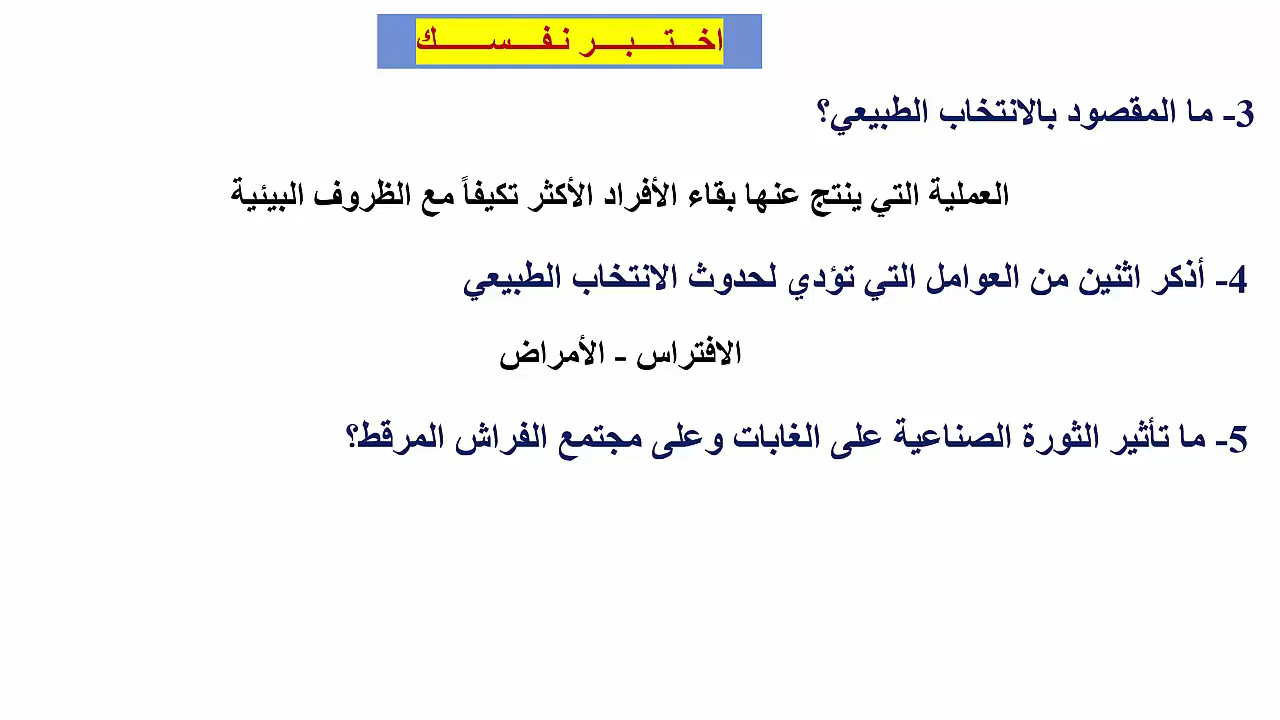 اختبر نفسك
3- ما المقصود بالانتخاب الطبيعي؟
العملية التي ينتج عنها بقاء الأفراد الأكثر تكيفاً مع الظروف البيئية
4- أذكر اثنين من العوامل التي تؤدي لحدوث الانتخاب الطبيعي
الافتراس - الأمراض
5- ما تأثير الثورة الصناعية على الغابات وعلى مجتمع الفراش المرقط؟